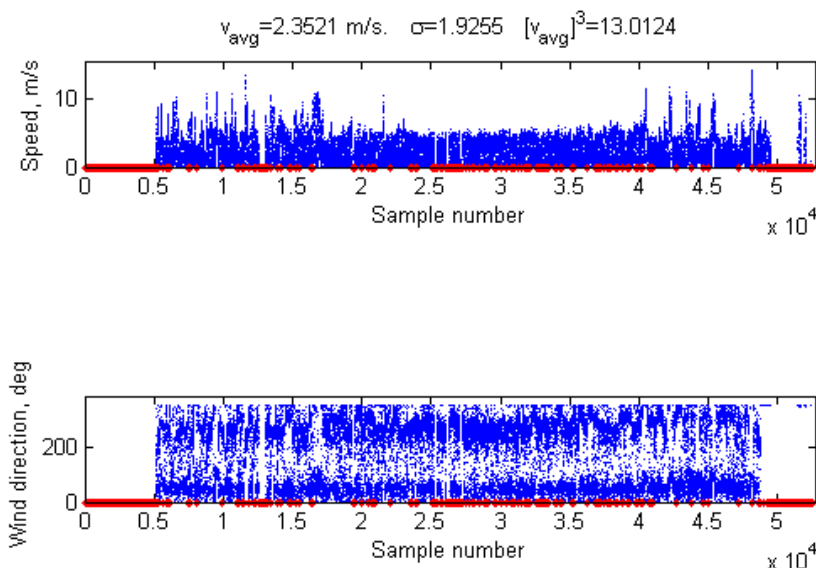 v_avg=2.3521 m/s. σ=1.9255 [v_avg]^3=13.0124
Speed, m/s
10
0
0 0.5 1 1.5 2 2.5 3 3.5 4 4.5 5
Sample number
x 10^4
Wind direction, deg
200
0
0 0.5 1 1.5 2 2.5 3 3.5 4 4.5 5
Sample number
x 10^4